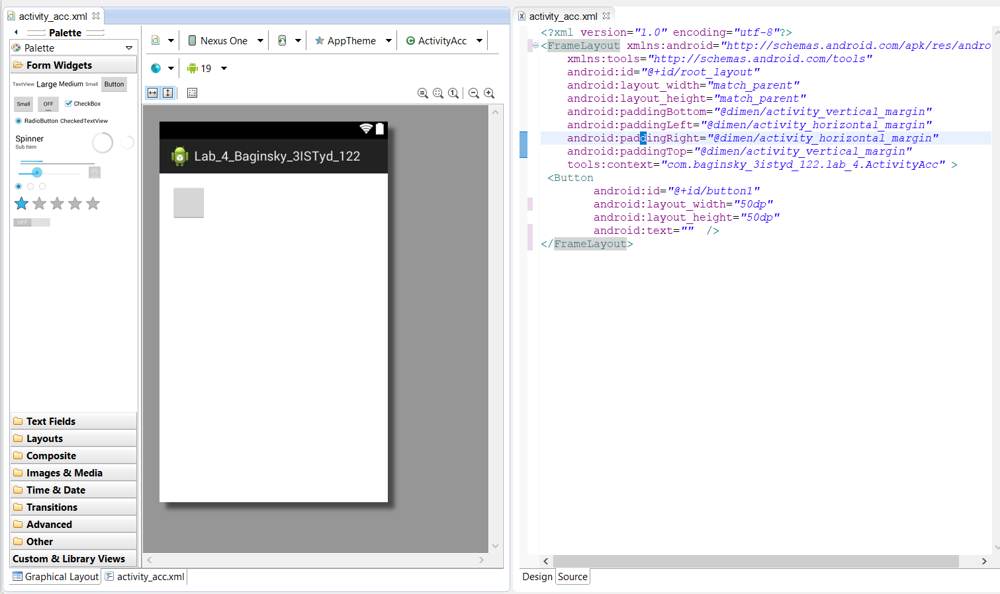 activity_acc.xml
Palette
Palette
Form Widgets
TextView Large Medium Small Button
Small OFF CheckBox
RadioButton CheckedTextView
Spinner
Sub Item
OFF
Text Fields
Layouts
Composite
Images & Media
Time & Date
Transitions
Advanced
Other
Custom & Library Views
Graphical Layout activity_acc.xml
Nexus One AppTheme ActivityAcc
19
Lab_4_Baginsky_3ISTyd_122
activity_acc.xml
<?xml version="1.0" encoding="utf-8"?>
<FrameLayout xmlns:android="http://schemas.android.com/apk/res/andro
xmlns:tools="http://schemas.android.com/tools"
android:id="@+id/root_layout"
android:layout_width="match_parent"
android:layout_height="match_parent"
android:paddingBottom="@dimen/activity_vertical_margin"
android:paddingLeft="@dimen/activity_horizontal_margin"
android:paddingRight="@dimen/activity_horizontal_margin"
android:paddingTop="@dimen/activity_vertical_margin"
tools:context="com.baginsky_3istyd_122.lab_4.ActivityAcc" >
<Button
android:id="@+id/button1"
android:layout_width="50dp"
android:layout_height="50dp"
android:text="" />
</FrameLayout>
Design Source